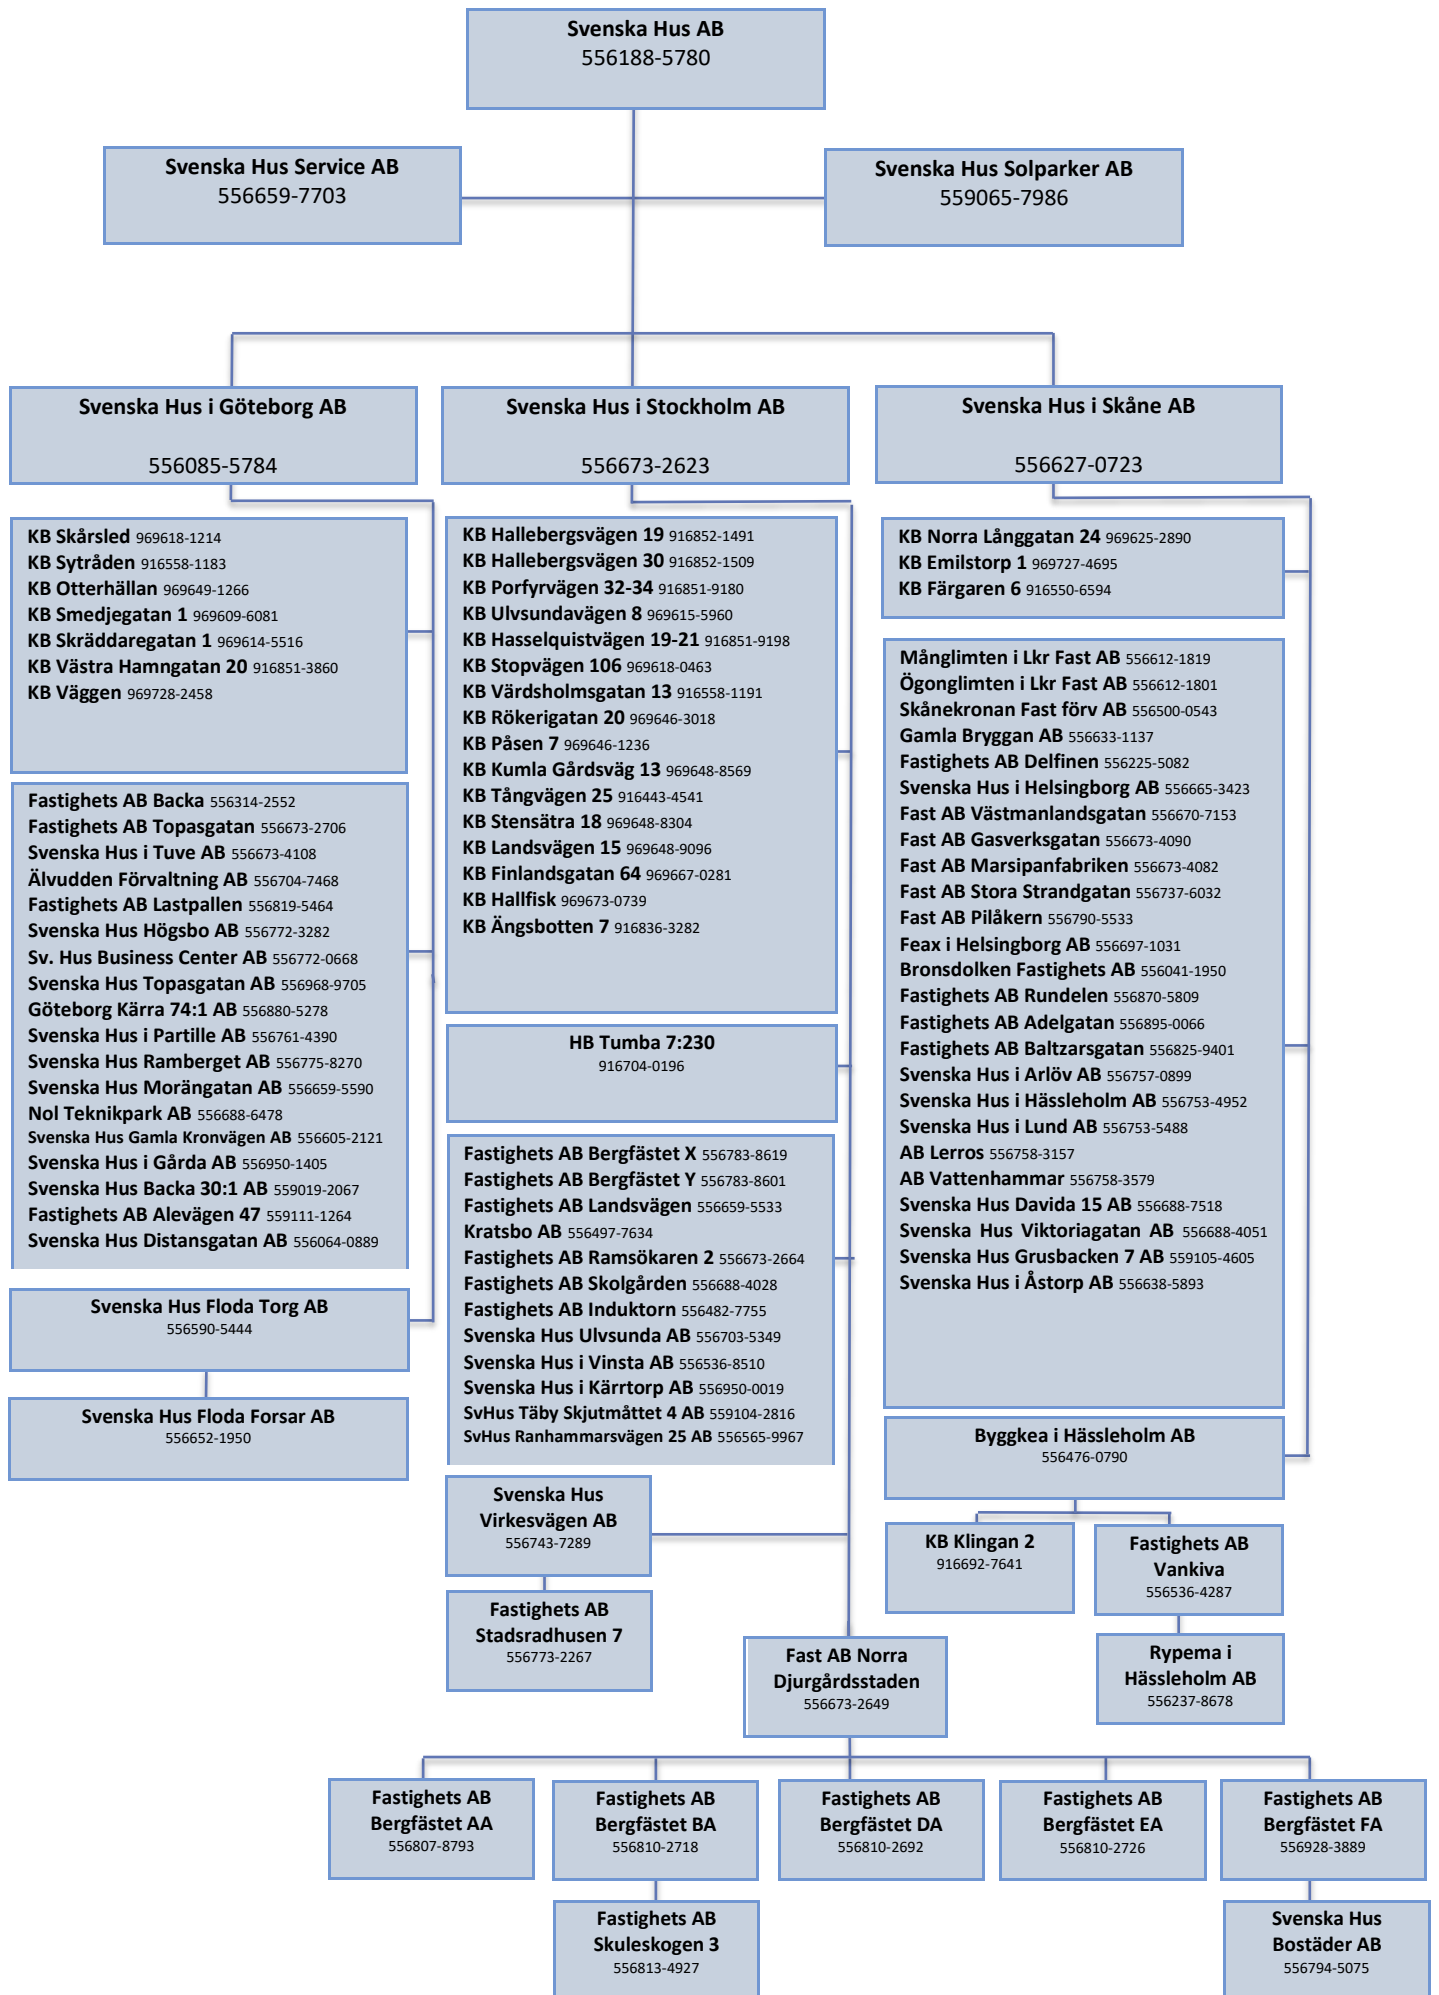 Svenska Hus AB
556188-5780
Svenska Hus Service AB
556659-7703
Svenska Hus Solparker AB
559065-7986
Svenska Hus i Göteborg AB
556085-5784
Svenska Hus i Stockholm AB
556673-2623
Svenska Hus i Skåne AB
556627-0723
KB Skårsled 969618-1214
KB Sytråden 916558-1183
KB Otterhällan 969649-1266
KB Smedjegatan 1 969609-6081
KB Skräddaregatan 1 969614-5516
KB Västra Hamngatan 20 916851-3860
KB Väggen 969728-2458
Fastighets AB Backa 556314-2552
Fastighets AB Topasgatan 556673-2706
Svenska Hus i Tuve AB 556673-4108
Älvudden Förvaltning AB 556704-7468
Fastighets AB Lastpallen 556819-5464
Svenska Hus Högsbo AB 556772-3282
Sv. Hus Business Center AB 556772-0668
Svenska Hus Topasgatan AB 556968-9705
Göteborg Kärra 74:1 AB 556880-5278
Svenska Hus i Partille AB 556761-4390
Svenska Hus Ramberget AB 556775-8270
Svenska Hus Morängatan AB 556659-5590
Nol Teknikpark AB 556688-6478
Svenska Hus Gamla Kronvägen AB 556605-2121
Svenska Hus i Gårda AB 556950-1405
Svenska Hus Backa 30:1 AB 559019-2067
Fastighets AB Alevägen 47 559111-1264
Svenska Hus Distansgatan AB 556064-0889
Svenska Hus Floda Torg AB
556590-5444
Svenska Hus Floda Forsar AB
556652-1950
KB Hallebergsvägen 19 916852-1491
KB Hallebergsvägen 30 916852-1509
KB Porfyrvägen 32-34 916851-9180
KB Ulvsundavägen 8 969615-5960
KB Hasselquistvägen 19-21 916851-9198
KB Stopvägen 106 969618-0463
KB Värdsholmsgatan 13 916558-1191
KB Rökerigatan 20 969646-3018
KB Påsen 7 969646-1236
KB Kumla Gårdsväg 13 969648-8569
KB Tångvägen 25 916443-4541
KB Stensätra 18 969648-8304
KB Landsvägen 15 969648-9096
KB Finlandsgatan 64 969667-0281
KB Hallfisk 969673-0739
KB Ängsbotten 7 916836-3282
HB Tumba 7:230
916704-0196
Fastighets AB Bergfästet X 556783-8619
Fastighets AB Bergfästet Y 556783-8601
Fastighets AB Landsvägen 556659-5533
Kratsbo AB 556497-7634
Fastighets AB Ramsökaren 2 556673-2664
Fastighets AB Skolgården 556688-4028
Fastighets AB Induktorn 556482-7755
Svenska Hus Ulvsunda AB 556703-5349
Svenska Hus i Vinsta AB 556536-8510
Svenska Hus i Kärrtorp AB 556950-0019
SvHus Täby Skjutmåttet 4 AB 559104-2816
SvHus Ranhammarsvägen 25 AB 556565-9967
Svenska Hus
Virkesvägen AB
556743-7289
Fastighets AB
Stadsradhusen 7
556773-2267
KB Norra Långgatan 24 969625-2890
KB Emilstorp 1 969727-4695
KB Färgaren 6 916550-6594
Månglimten i Lkr Fast AB 556612-1819
Ögonglimten i Lkr Fast AB 556612-1801
Skånekronan Fast förv AB 556500-0543
Gamla Bryggan AB 556633-1137
Fastighets AB Delfinen 556225-5082
Svenska Hus i Helsingborg AB 556665-3423
Fast AB Västmanlandsgatan 556670-7153
Fast AB Gasverksgatan 556673-4090
Fast AB Marsipanfabriken 556673-4082
Fast AB Stora Strandgatan 556737-6032
Fast AB Pilåkern 556790-5533
Feax i Helsingborg AB 556697-1031
Bronsdolken Fastighets AB 556041-1950
Fastighets AB Rundelen 556870-5809
Fastighets AB Adelgatan 556895-0066
Fastighets AB Baltzarsgatan 556825-9401
Svenska Hus i Arlöv AB 556757-0899
Svenska Hus i Hässleholm AB 556753-4952
Svenska Hus i Lund AB 556753-5488
AB Lerros 556758-3157
AB Vattenhammar 556758-3579
Svenska Hus Davida 15 AB 556688-7518
Svenska Hus Viktoriagatan AB 556688-4051
Svenska Hus Grusbacken 7 AB 559105-4605
Svenska Hus i Åstorp AB 556638-5893
Byggkea i Hässleholm AB
556476-0790
KB Klingan 2
916692-7641
Fastighets AB
Vankiva
556536-4287
Rypema i
Hässleholm AB
556237-8678
Fast AB Norra
Djurgårdsstaden
556673-2649
Fastighets AB
Bergfästet AA
556807-8793
Fastighets AB
Bergfästet BA
556810-2718
Fastighets AB
Bergfästet DA
556810-2692
Fastighets AB
Bergfästet EA
556810-2726
Fastighets AB
Bergfästet FA
556928-3889
Fastighets AB
Skuleskogen 3
556813-4927
Svenska Hus
Bostäder AB
556794-5075